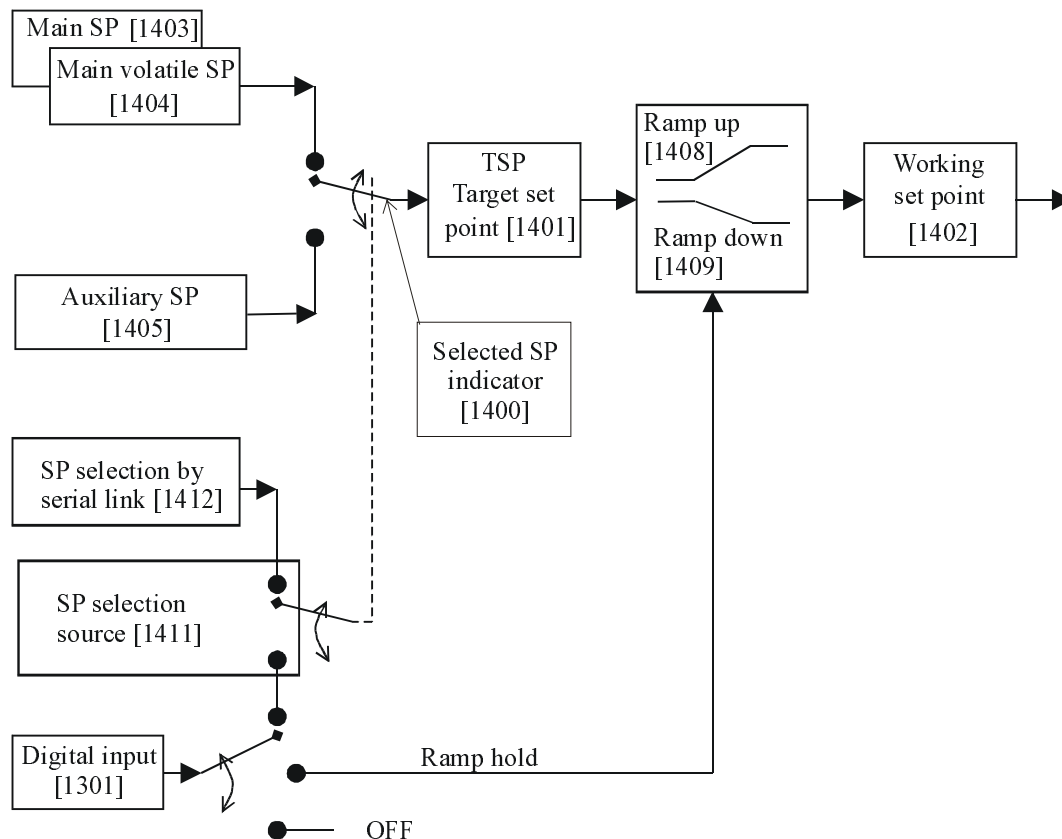 Main SP [1403]
Main volatile SP
[1404]
Auxiliary SP
[1405]
TSP
Target set
point [1401]
Ramp up
[1408]
Ramp down
[1409]
Working
set point
[1402]
Selected SP
indicator
[1400]
SP selection by
serial link [1412]
SP selection
source [1411]
Digital input
[1301]
Ramp hold
OFF